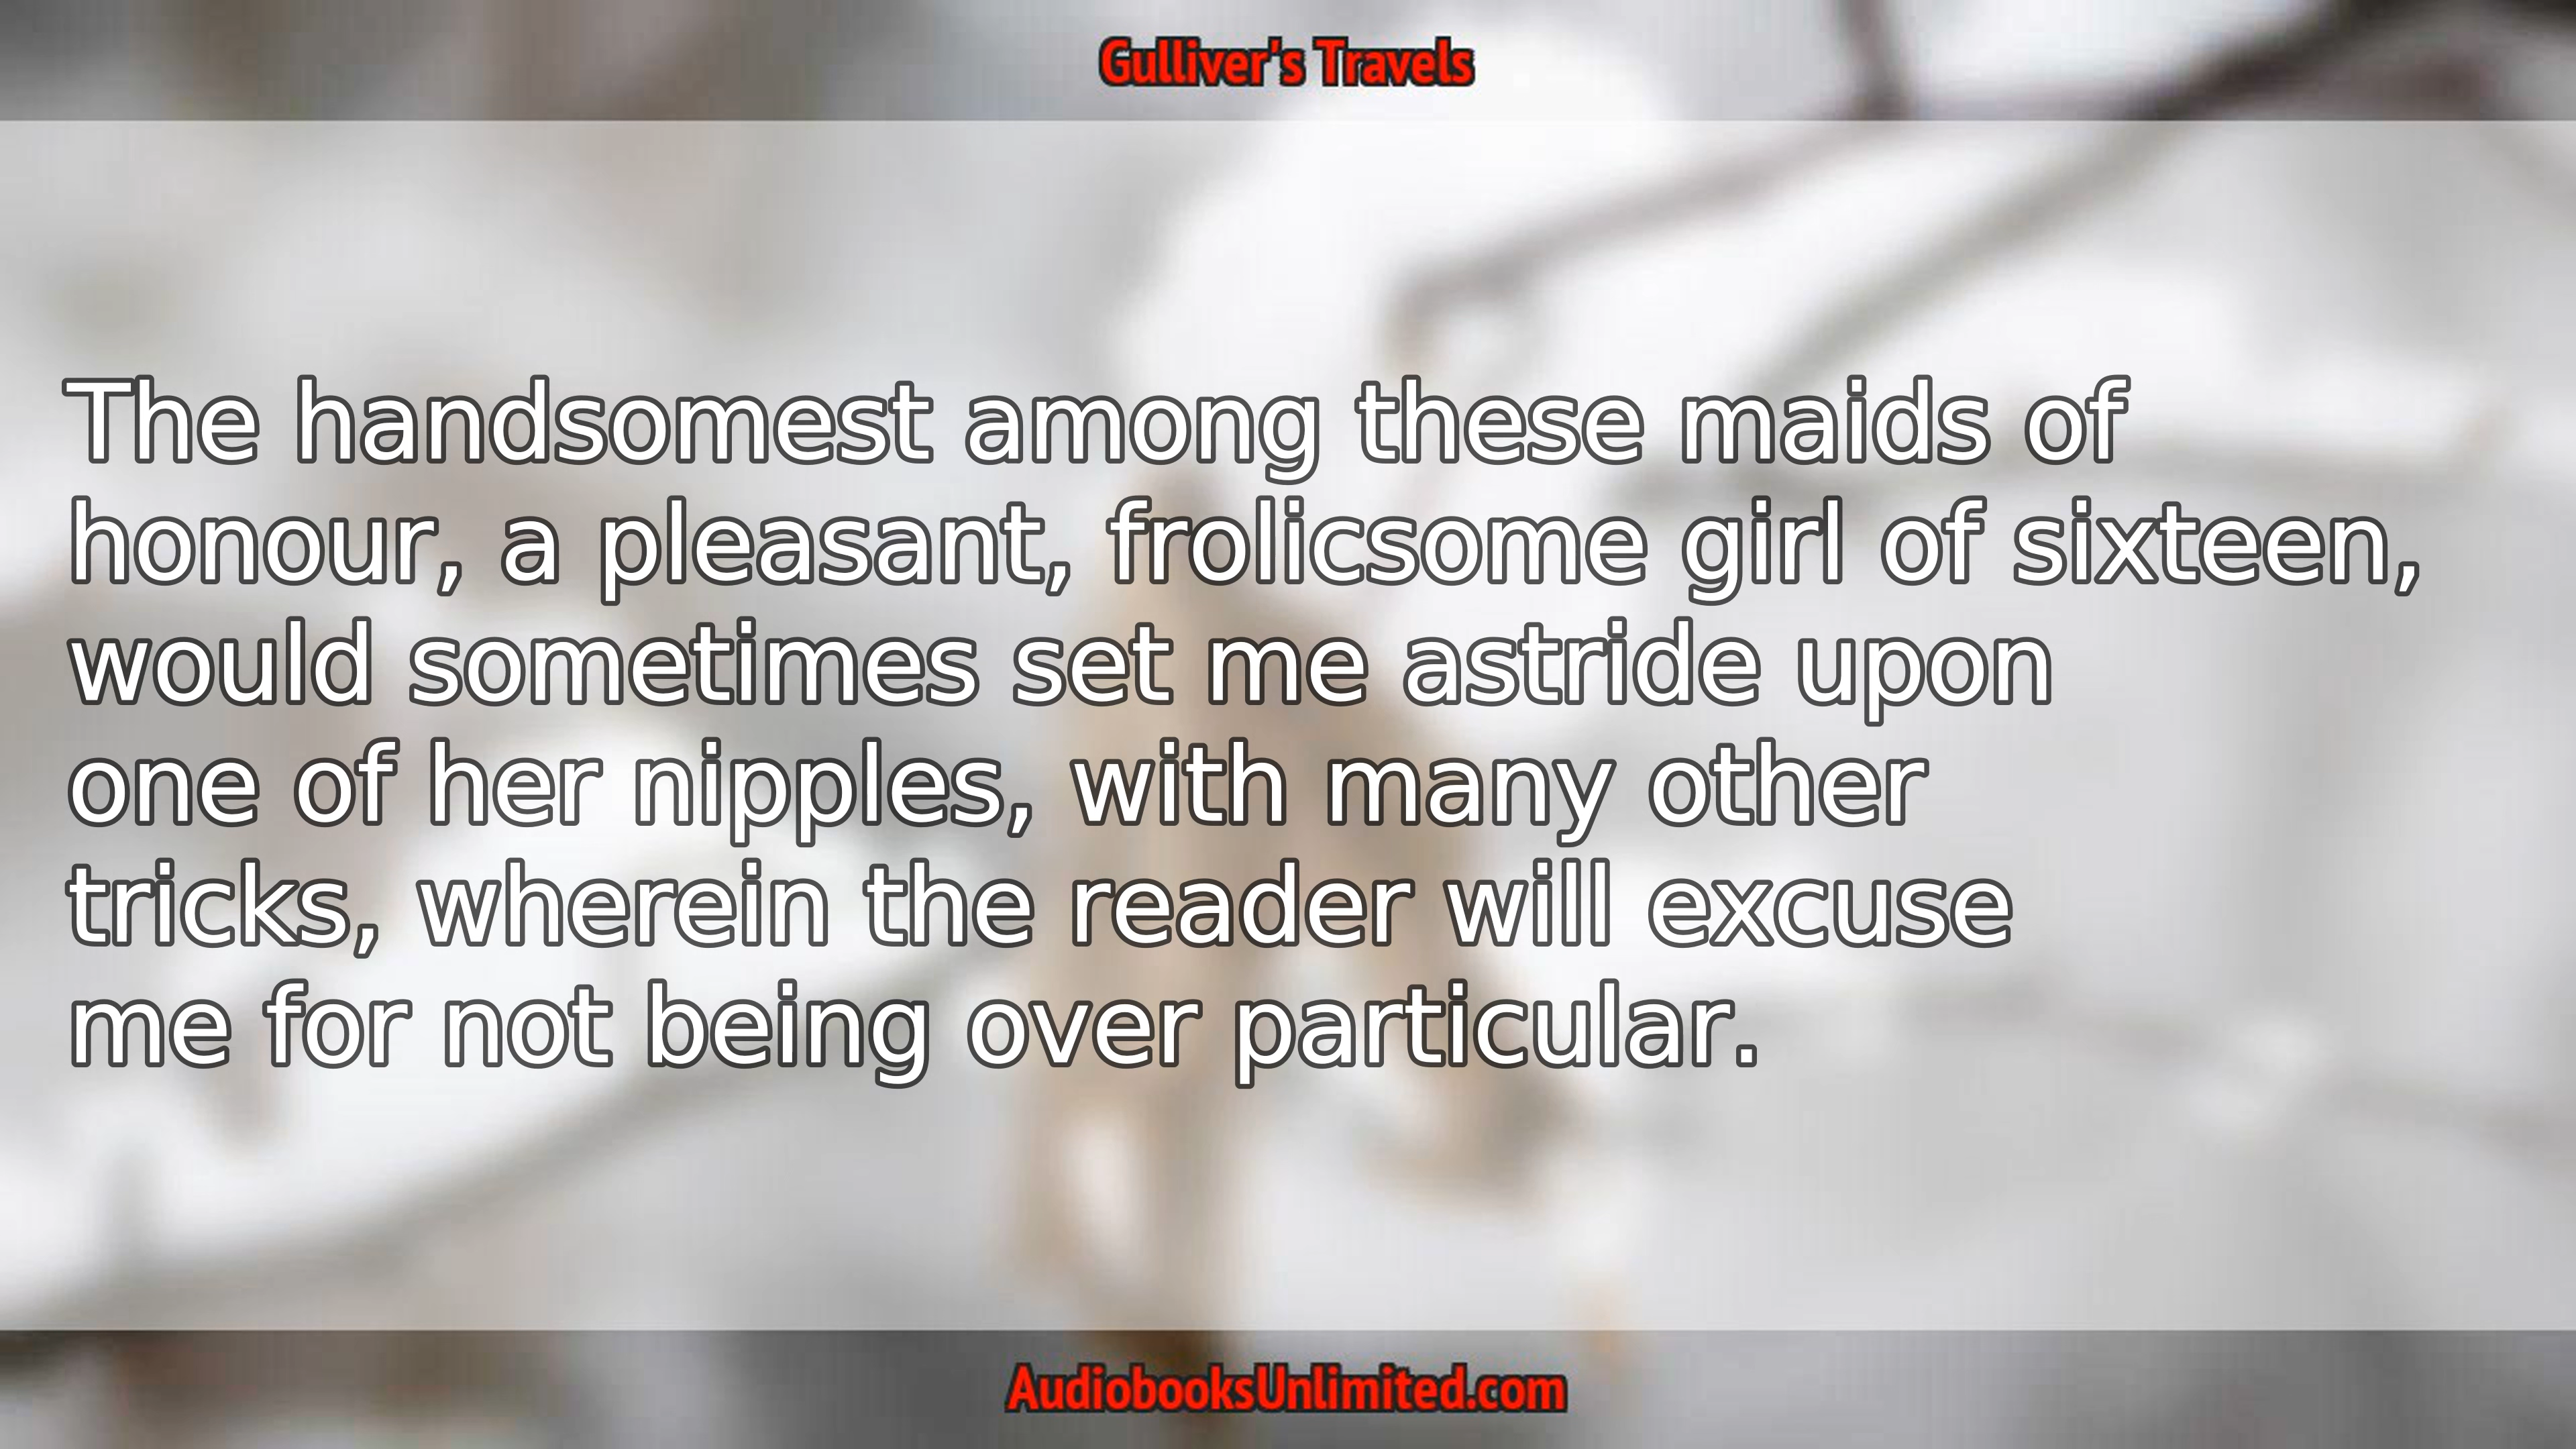 Gulliver's Travels
The handsomest among these maids of
honour, a pleasant, frolicsome girl of sixteen,
would sometimes set me astride upon
one of her nipples, with many other
tricks, wherein the reader will excuse
me for not being over particular.
AudiobooksUnlimited.com